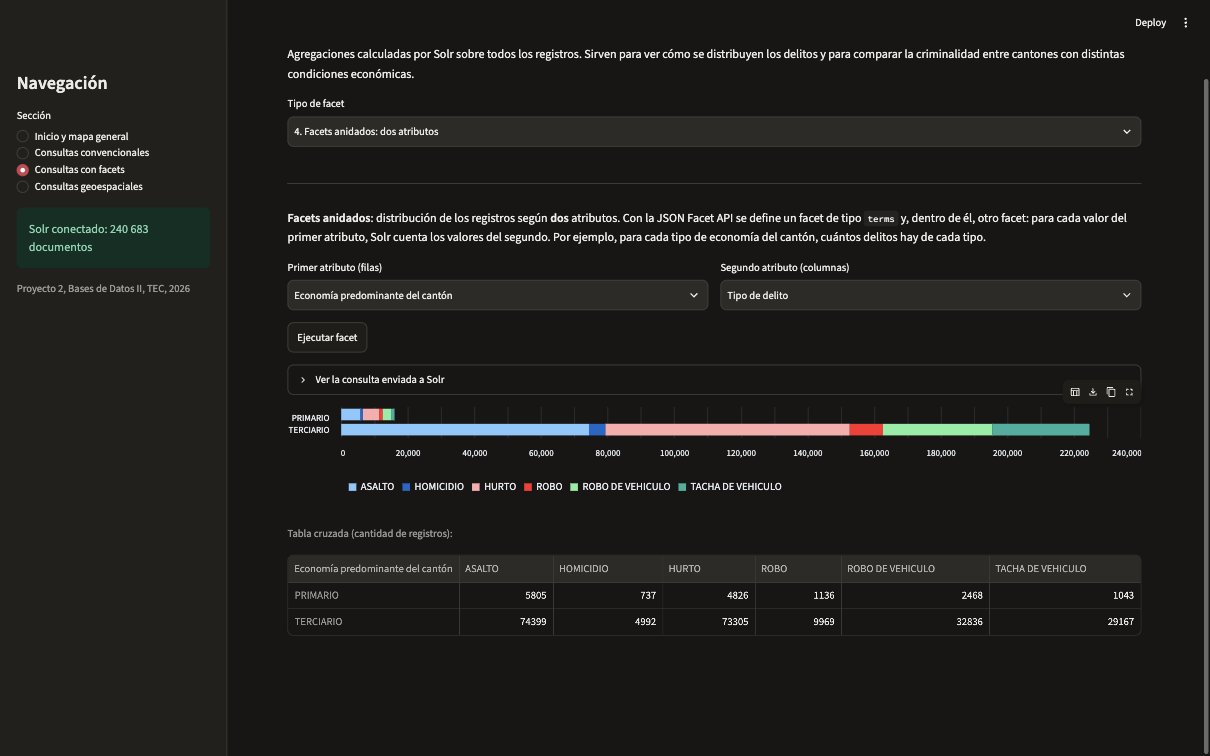 Deploy
Navegación
Sección
Inicio y mapa general
Consultas convencionales
Consultas con facets
Consultas geoespaciales
Solr conectado: 240 683
documentos
Proyecto 2, Bases de Datos II, TEC, 2026
Agregaciones calculadas por Solr sobre todos los registros. Sirven para ver cómo se distribuyen los delitos y para comparar la criminalidad entre cantones con distintas
condiciones económicas.
Tipo de facet
4. Facets anidados: dos atributos
Facets anidados: distribución de los registros según dos atributos. Con la JSON Facet API se define un facet de tipo terms y, dentro de él, otro facet: para cada valor del
primer atributo, Solr cuenta los valores del segundo. Por ejemplo, para cada tipo de economía del cantón, cuántos delitos hay de cada tipo.
Primer atributo (filas) Segundo atributo (columnas)
Economía predominante del cantón Tipo de delito
Ejecutar facet
Ver la consulta enviada a Solr
PRIMARIO
TERCIARIO
0 20,000 40,000 60,000 80,000 100,000 120,000 140,000 160,000 180,000 200,000 220,000 240,000
ASALTO HOMICIDIO HURTO ROBO ROBO DE VEHICULO TACHA DE VEHICULO
Tabla cruzada (cantidad de registros):
Economía predominante del cantón ASALTO HOMICIDIO HURTO ROBO ROBO DE VEHICULO TACHA DE VEHICULO
PRIMARIO 5805 737 4826 1136 2468 1043
TERCIARIO 74399 4992 73305 9969 32836 29167